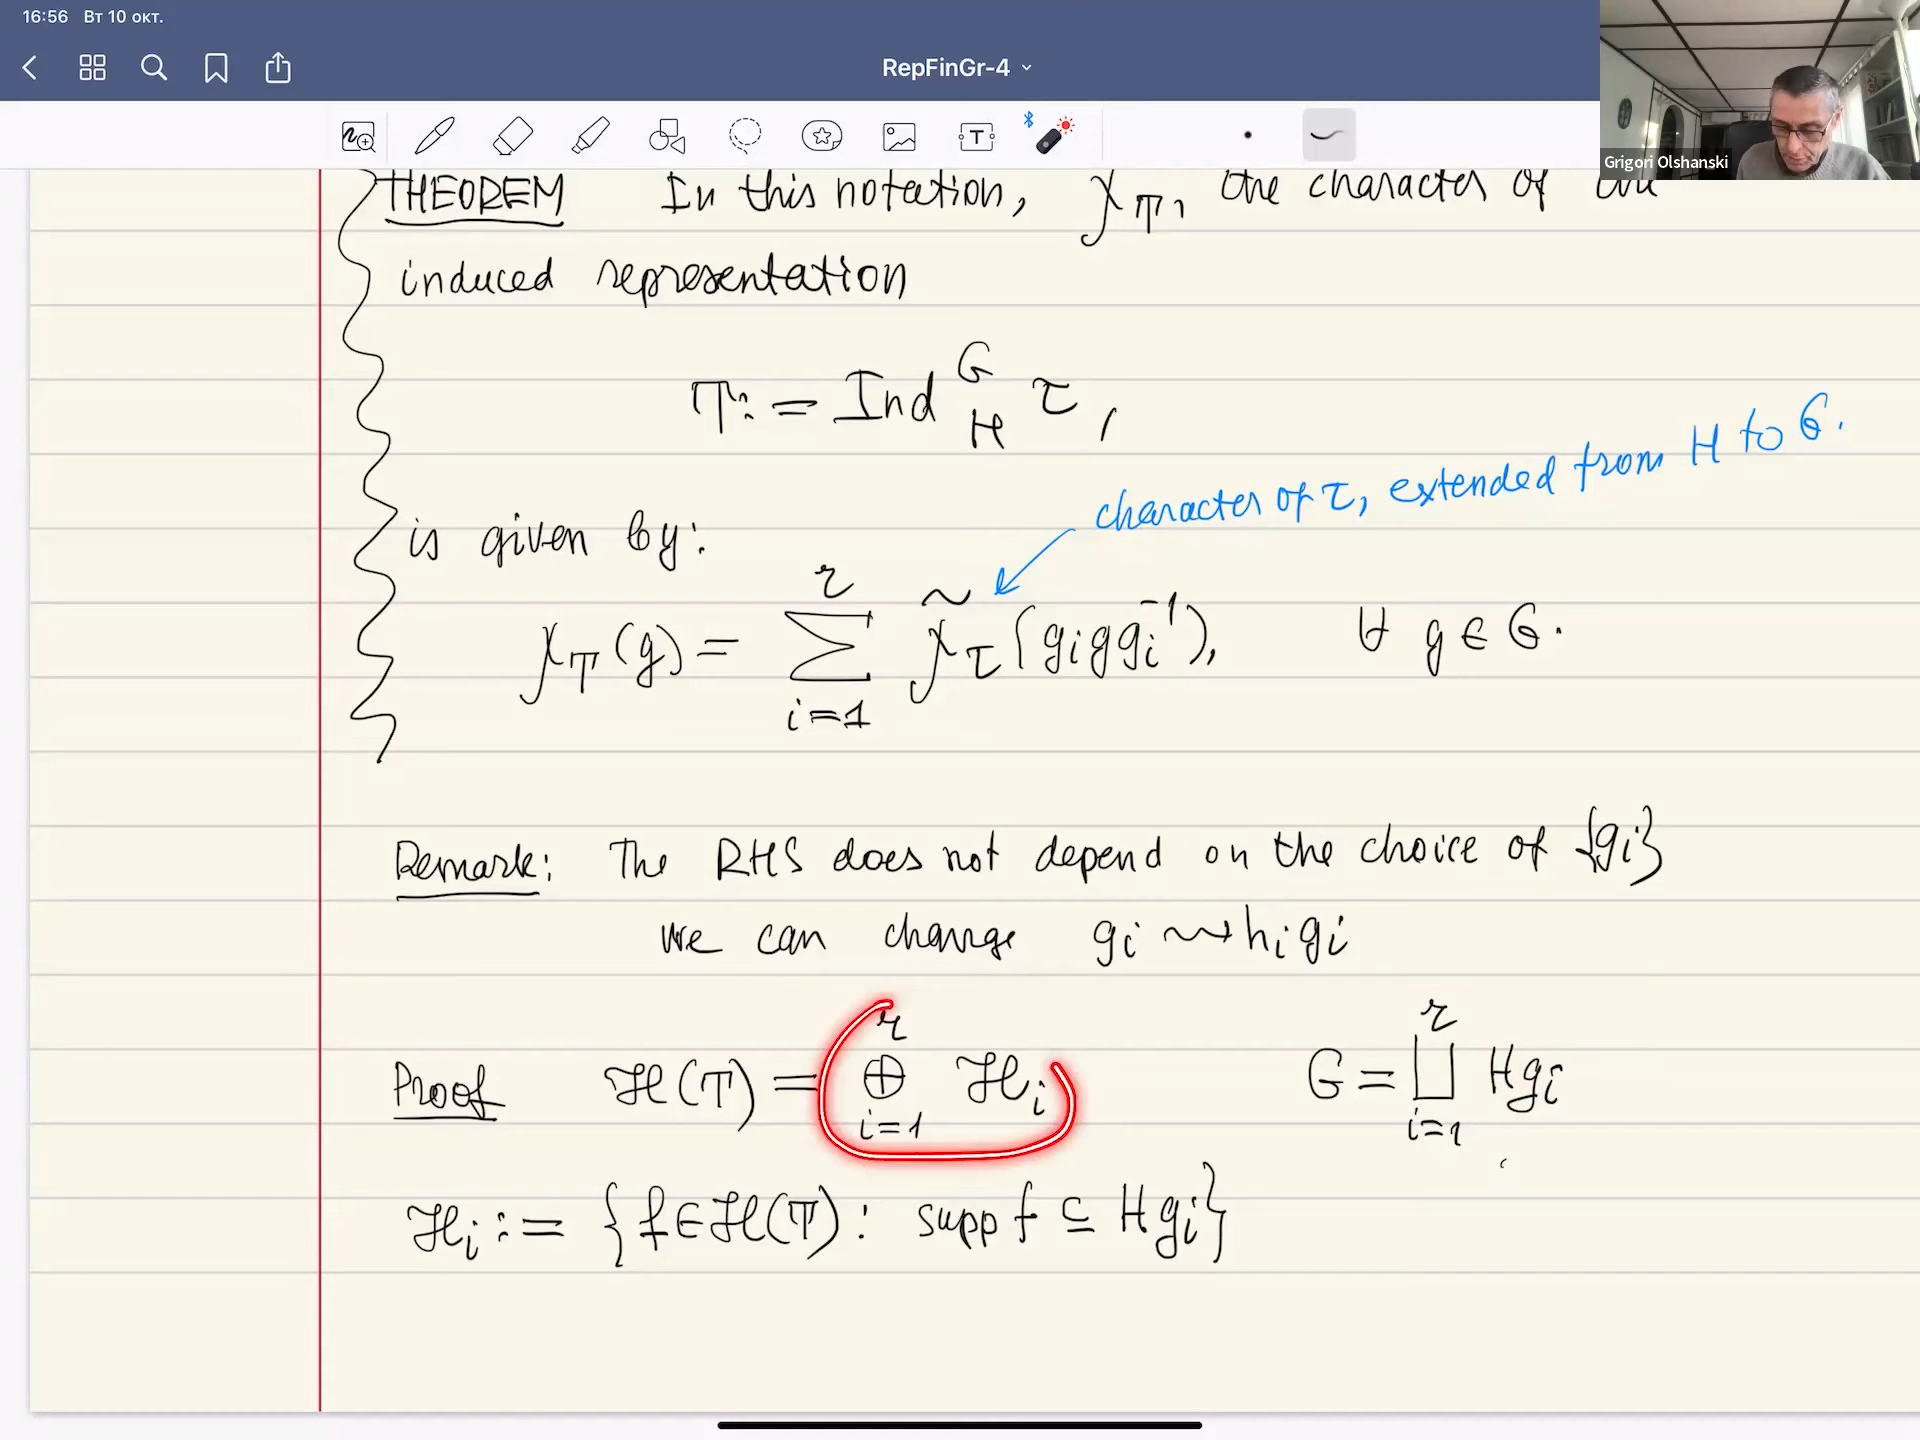 16:56 Вт 10 окт.
RepFinGr-4
Grigori Olshanski
THEOREM In this notation, χ_T, the character of the
induced representation
T := Ind_H^G τ,
character of τ, extended from H to G.
is given by:
χ_T(g) = ∑_{i=1}^{r} χ̃_τ(g_i g g_i^{-1}), ∀ g ∈ G.
Remark: The RHS does not depend on the choice of {g_i}
we can change g_i ⇝ h_i g_i
Proof ℋ(T) = ⊕_{i=1}^{r} ℋ_i G = ⊔_{i=1}^{r} Hg_i
ℋ_i := {f ∈ ℋ(T) : supp f ⊆ Hg_i}